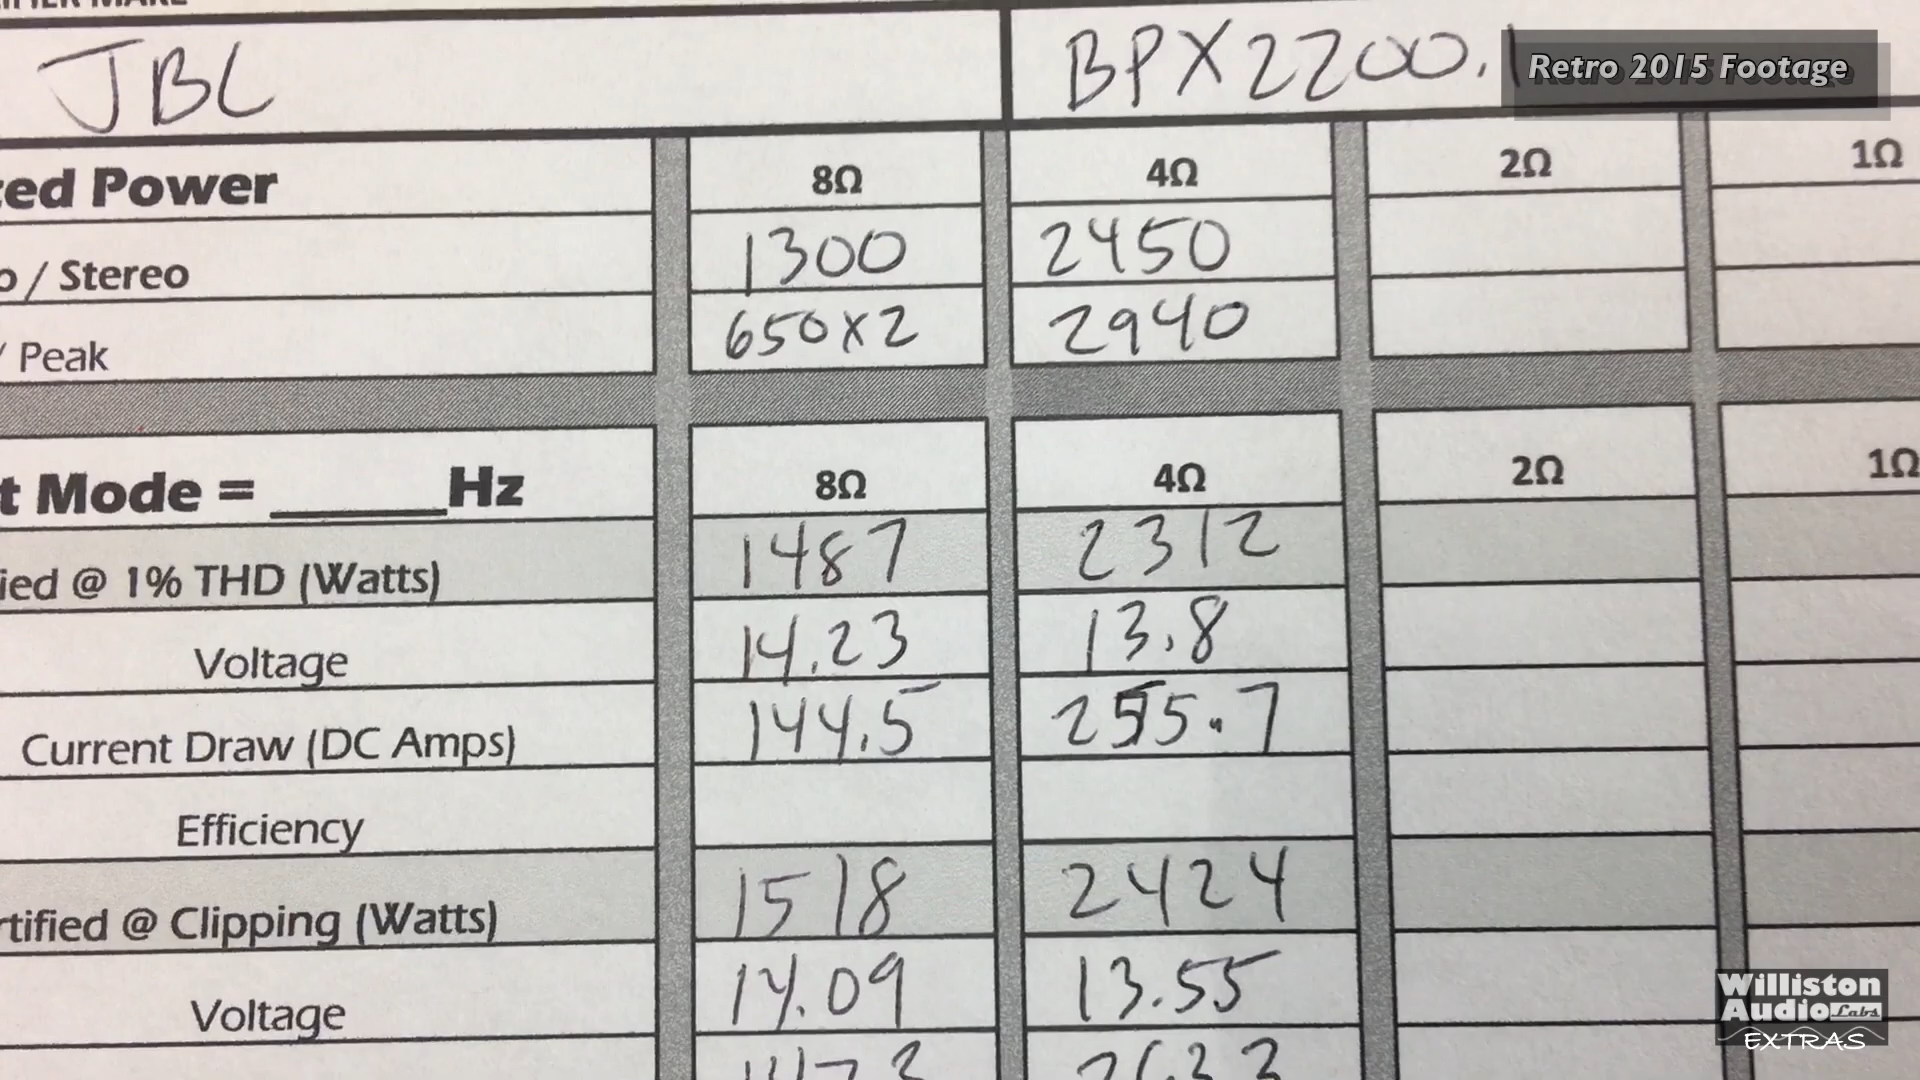 JBL BPX2200.1 Retro 2015 Footage
ted Power 8Ω 4Ω 2Ω 1Ω
o / Stereo 1300 2450
/ Peak 650x2 2940
t Mode = ______Hz 8Ω 4Ω 2Ω 1Ω
ied @ 1% THD (Watts) 1487 2312
Voltage 14.23 13.8
Current Draw (DC Amps) 144.5 255.7
Efficiency
rtified @ Clipping (Watts) 1518 2424
Voltage 14.09 13.55
Williston
Audio Labs
EXTRAS